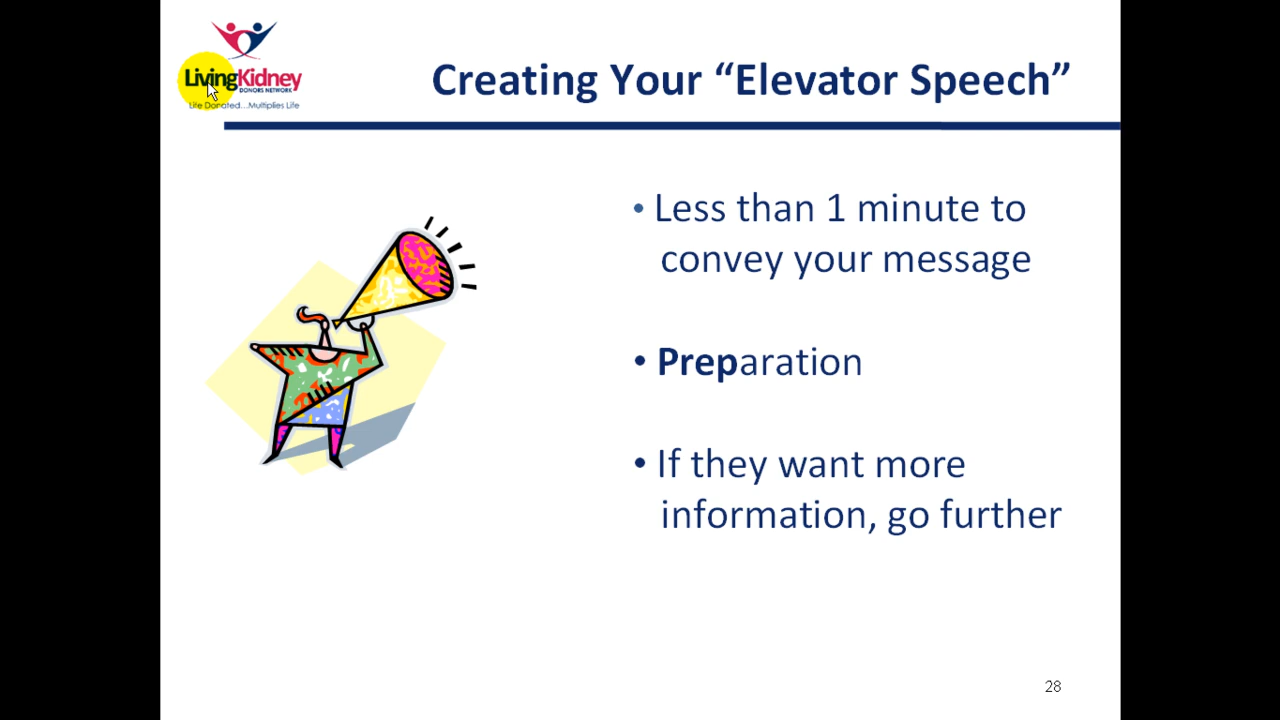 LivingKidney
DONORS NETWORK
Life Donated...Multiplies Life
Creating Your “Elevator Speech”
• Less than 1 minute to
convey your message
• Preparation
• If they want more
information, go further
28